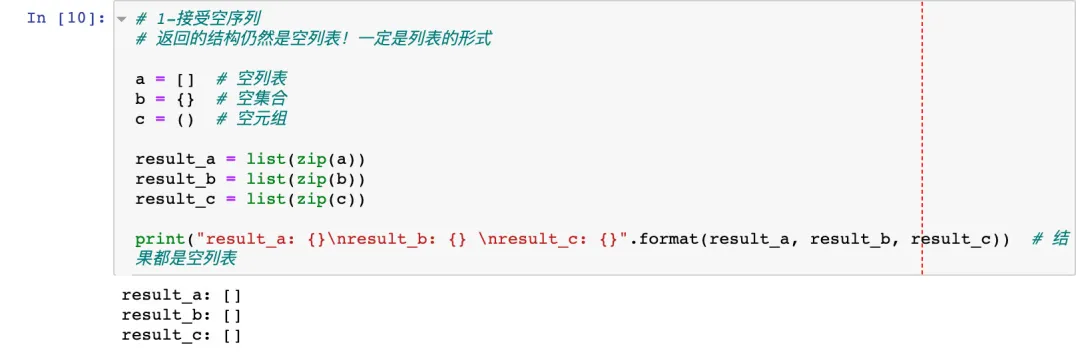 In [10]:
# 1-接受空序列
# 返回的结构仍然是空列表！一定是列表的形式
a = []  # 空列表
b = {}  # 空集合
c = ()  # 空元组
result_a = list(zip(a))
result_b = list(zip(b))
result_c = list(zip(c))
print("result_a: {}\nresult_b: {} \nresult_c: {}".format(result_a, result_b, result_c))  # 结
果都是空列表
result_a: []
result_b: []
result_c: []